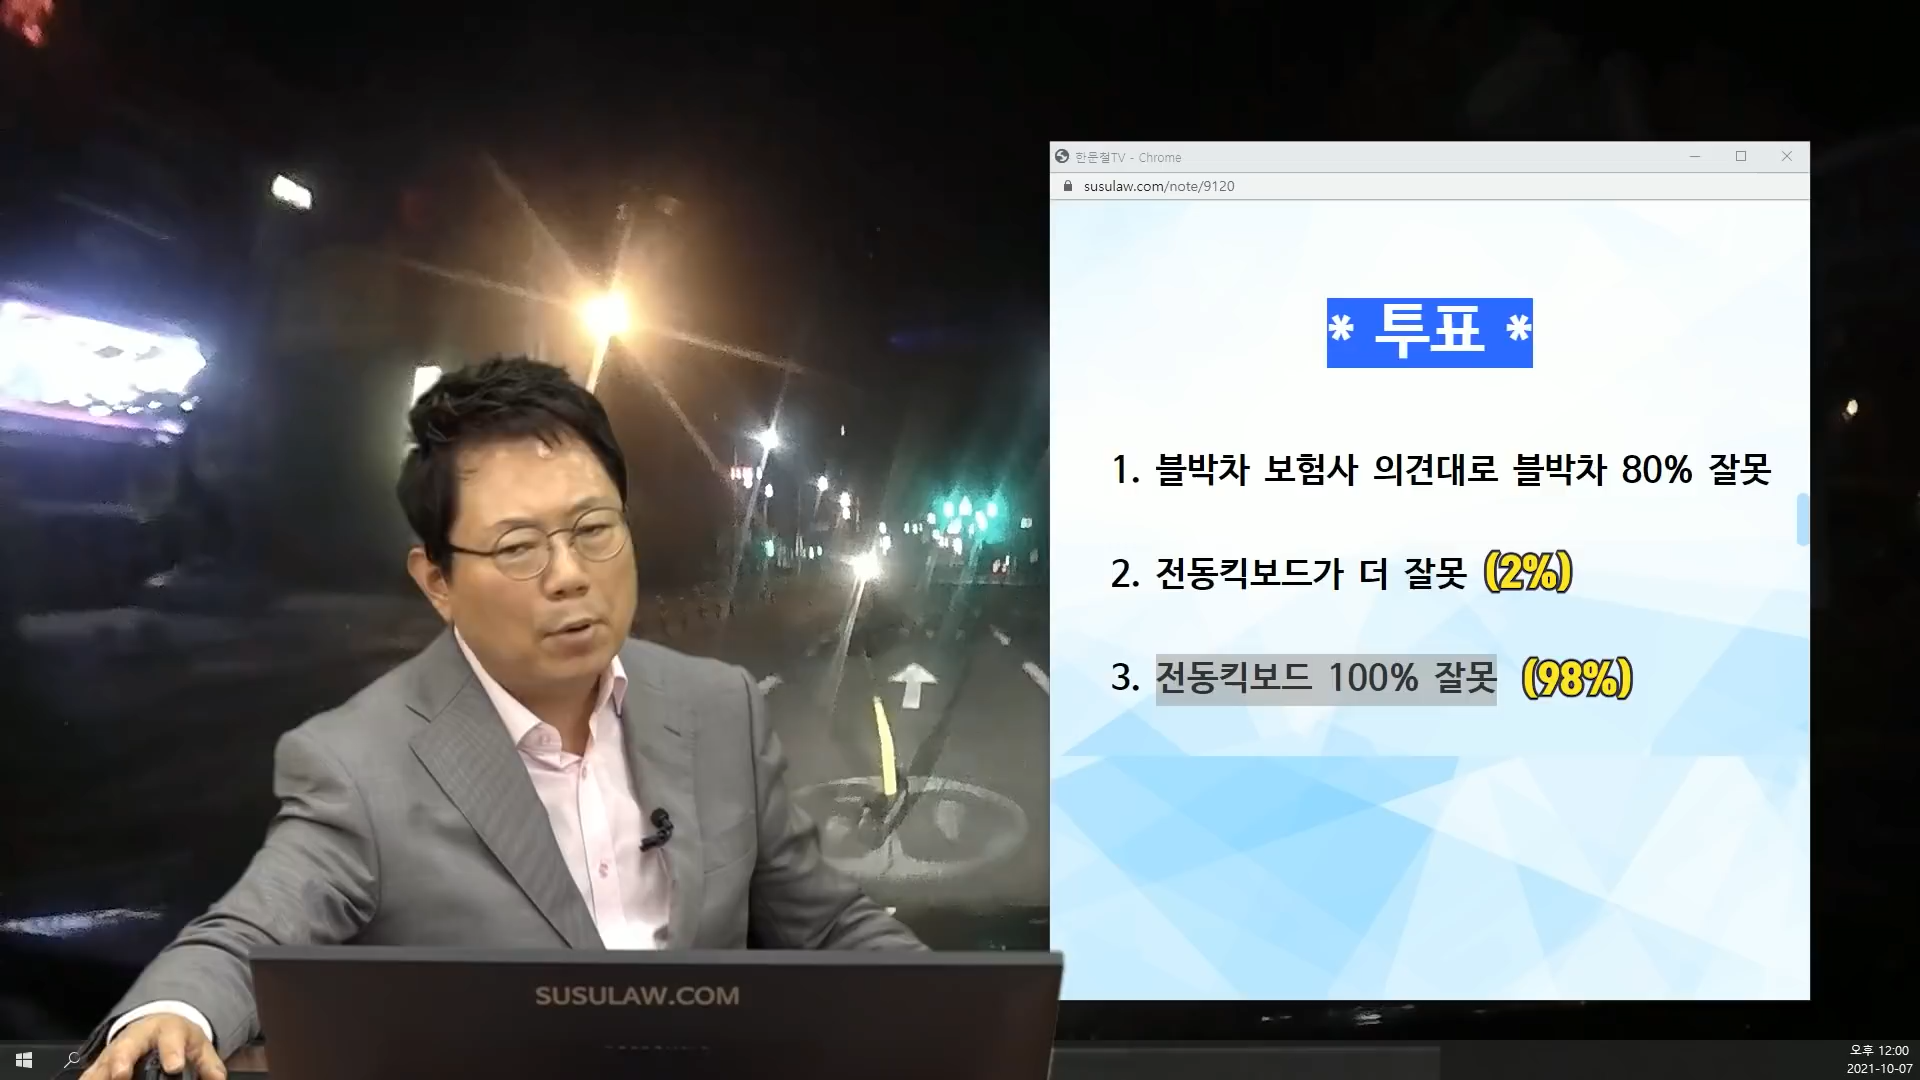 한문철TV - Chrome
susulaw.com/note/9120
* 투표 *
1. 블박차 보험사 의견대로 블박차 80% 잘못
2. 전동킥보드가 더 잘못 (2%)
3. 전동킥보드 100% 잘못 (98%)
SUSULAW.COM
오후 12:00
2021-10-07